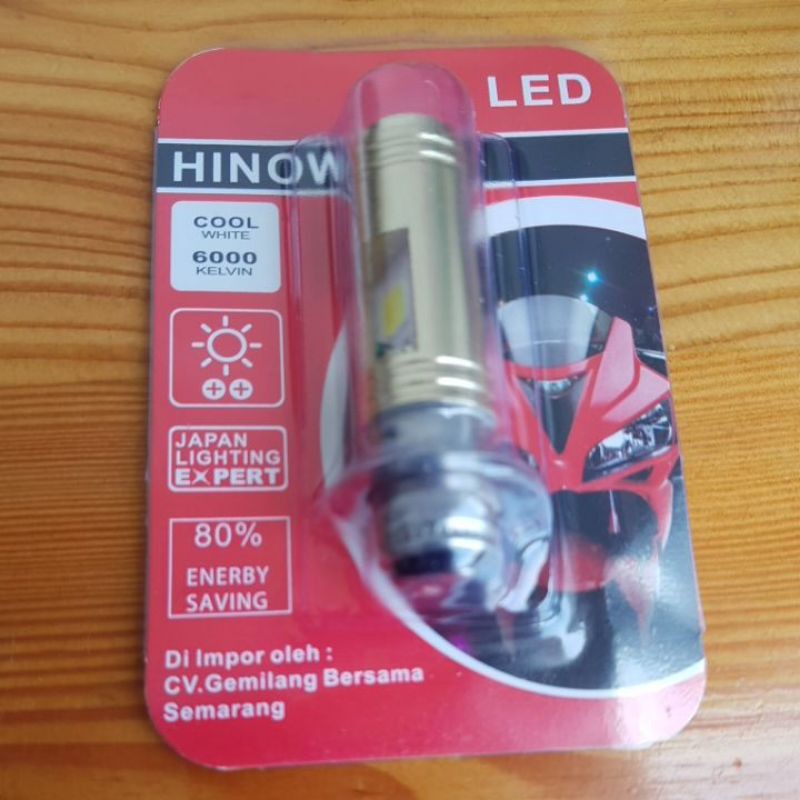 LED
HINOW
COOL
WHITE
6000
KELVIN
JAPAN
LIGHTING
EXPERT
80%
ENERBY
SAVING
Di Impor oleh :
CV.Gemilang Bersama
Semarang